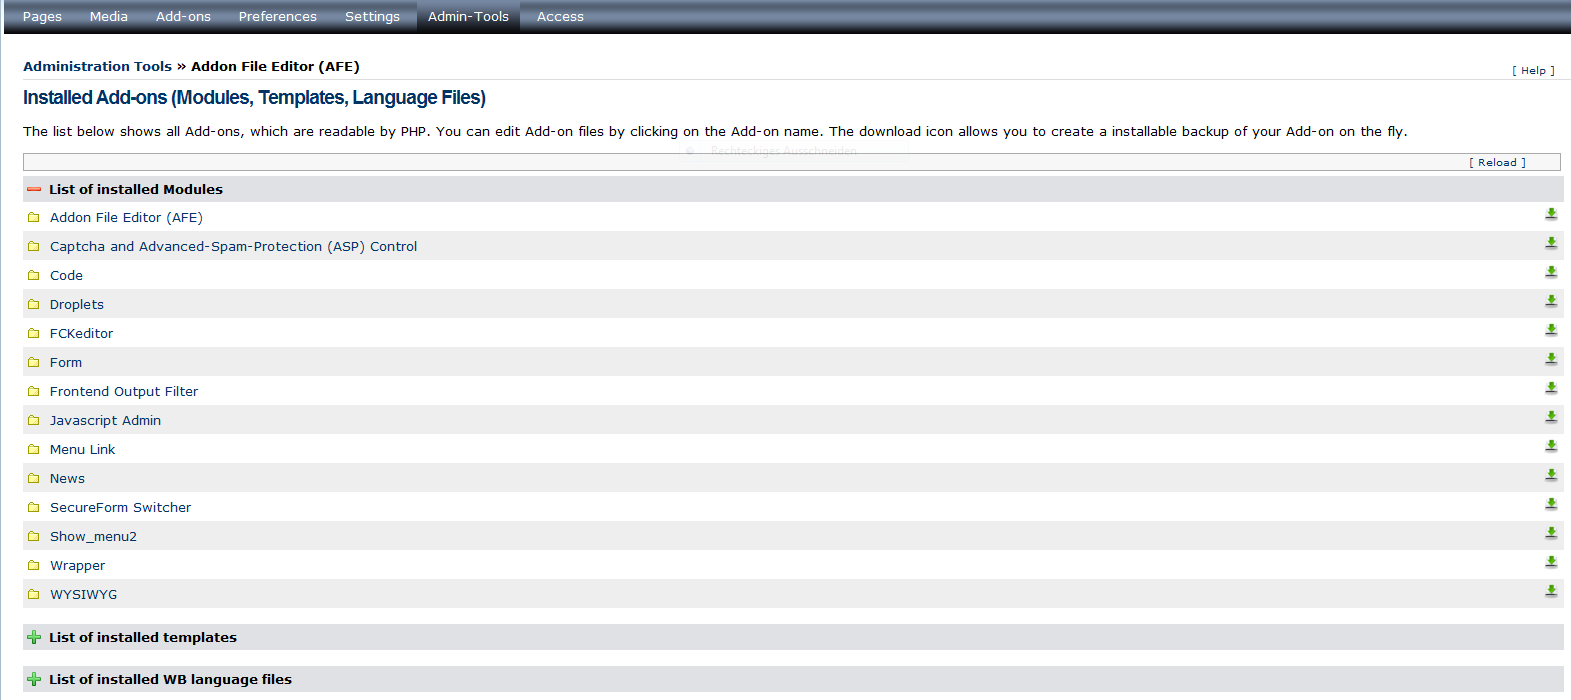 Pages Media Add-ons Preferences Settings Admin-Tools Access
Administration Tools » Addon File Editor (AFE)
[ Help ]
Installed Add-ons (Modules, Templates, Language Files)
The list below shows all Add-ons, which are readable by PHP. You can edit Add-on files by clicking on the Add-on name. The download icon allows you to create a installable backup of your Add-on on the fly.
Rechteckiges Ausschneiden
[ Reload ]
List of installed Modules
Addon File Editor (AFE)
Captcha and Advanced-Spam-Protection (ASP) Control
Code
Droplets
FCKeditor
Form
Frontend Output Filter
Javascript Admin
Menu Link
News
SecureForm Switcher
Show_menu2
Wrapper
WYSIWYG
List of installed templates
List of installed WB language files